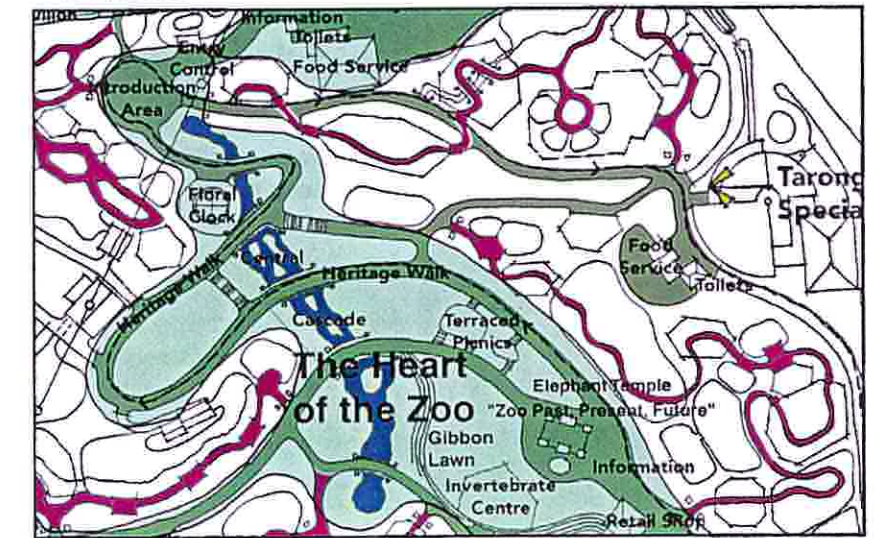 Information
Toilets
Entry
Control
Food Service
Introduction
Area
Floral
Clock
Central
Heritage Walk
Heritage Walk
Cascade
Terraced
Picnics
Food
Service
Toilets
Tarong
Specia
The Heart
of the Zoo
Elephant Temple
"Zoo Past, Present, Future"
Gibbon
Lawn
Information
Invertebrate
Centre
Retail Shop